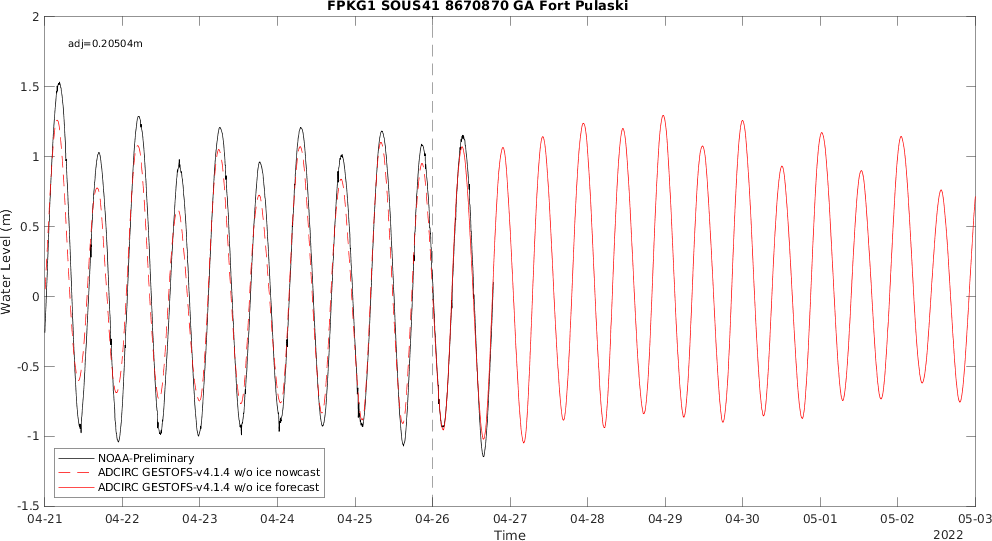 FPKG1 SOUS41 8670870 GA Fort Pulaski
adj=0.20504m
2
1.5
1
0.5
0
-0.5
-1
-1.5
Water Level (m)
NOAA-Preliminary
ADCIRC GESTOFS-v4.1.4 w/o ice nowcast
ADCIRC GESTOFS-v4.1.4 w/o ice forecast
04-21 04-22 04-23 04-24 04-25 04-26 04-27 04-28 04-29 04-30 05-01 05-02 05-03
Time
2022